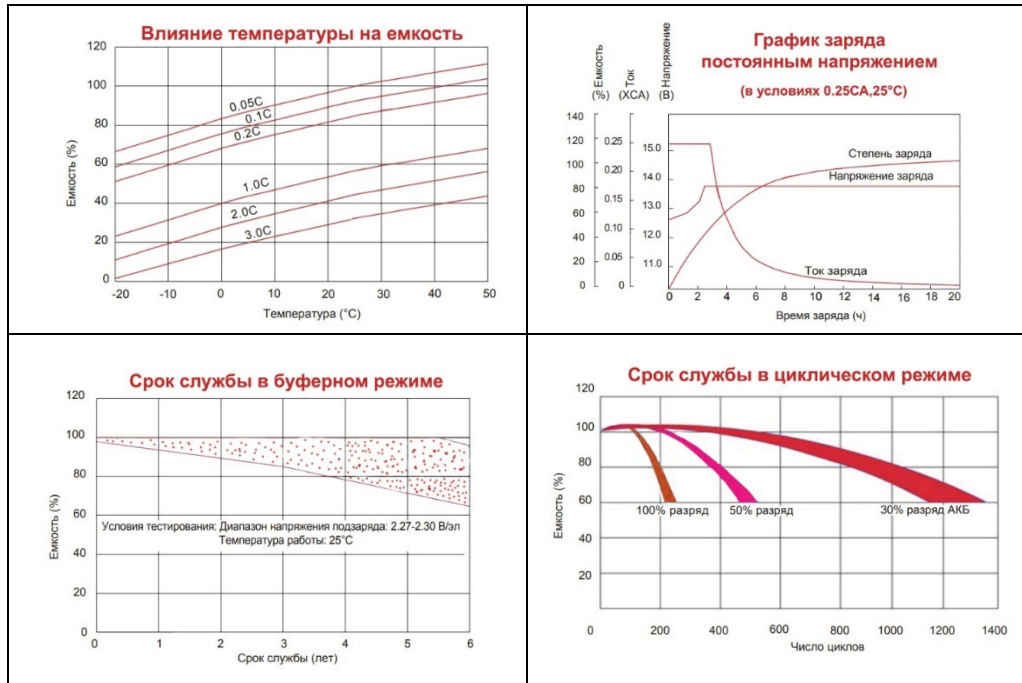 Влияние температуры на емкость
120
100
80
60
40
20
0
Емкость (%)
0.05C
0.1C
0.2C
1.0C
2.0C
3.0C
-20
-10
0
10
20
30
40
50
Температура (°C)
График заряда
постоянным напряжением
(в условиях 0.25CA,25°C)
Емкость
(%)
Ток
(XCA)
Напряжение
(В)
140
120
100
80
60
40
20
0
0.25
0.20
0.15
0.10
0.05
0
15.0
14.0
13.0
12.0
11.0
Степень заряда
Напряжение заряда
Ток заряда
0
2
4
6
8
10
12
14
16
18
20
Время заряда (ч)
Срок службы в буферном режиме
120
100
80
60
40
20
0
Емкость (%)
Условия тестирования: Диапазон напряжения подзаряда: 2.27-2.30 В/эл
Температура работы: 25°C
0
1
2
3
4
5
6
Срок службы (лет)
Срок службы в циклическом режиме
120
100
80
60
40
20
0
Емкость (%)
100% разряд
50% разряд
30% разряд АКБ
200
400
600
800
1000
1200
1400
Число циклов